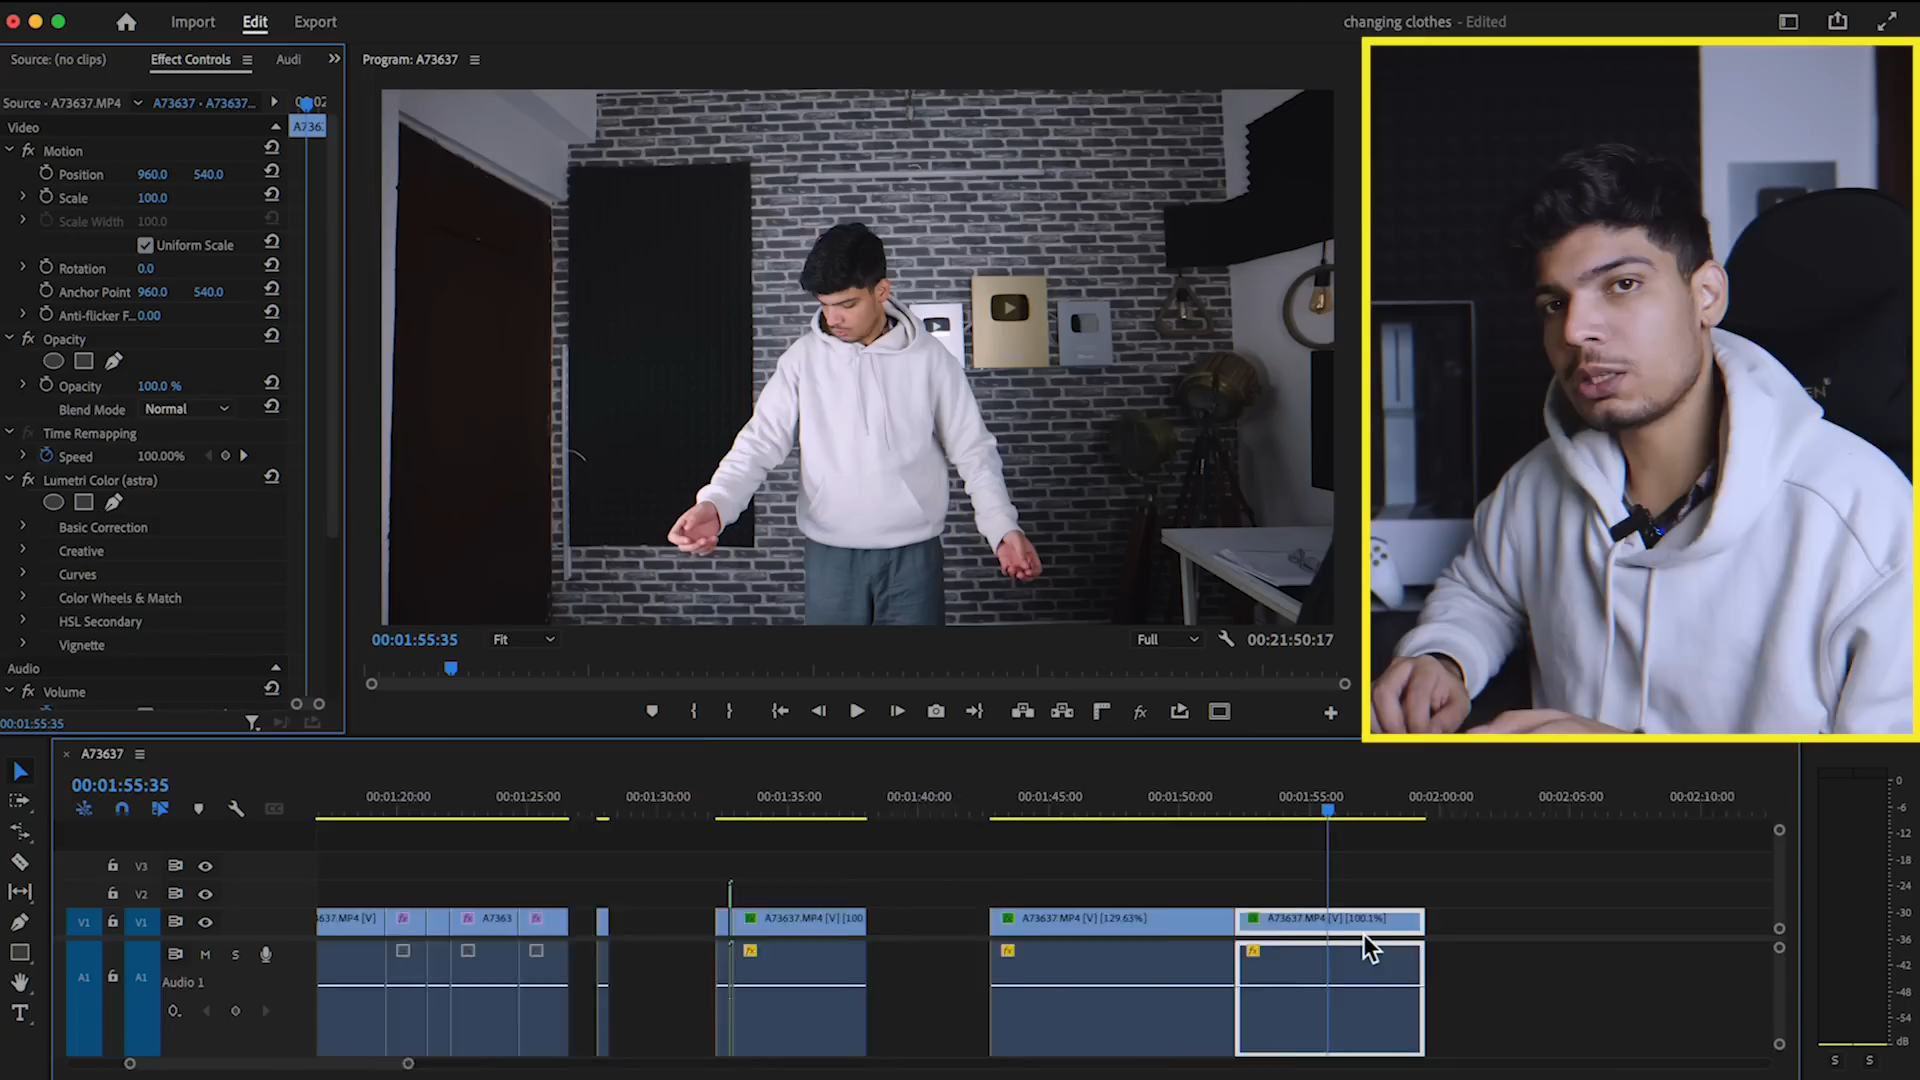 Import Edit Export changing clothes - Edited
Source: (no clips) Effect Controls Audi
Program: A73637
Source • A73637.MP4 A73637 • A73637...
Video
A7363
Motion
Position 960.0 540.0
Scale 100.0
Scale Width 100.0
Uniform Scale
Rotation 0.0
Anchor Point 960.0 540.0
Anti-flicker F... 0.00
fx Opacity
Opacity 100.0 %
Blend Mode Normal
Time Remapping
Speed 100.00%
fx Lumetri Color (astra)
Basic Correction
Creative
Curves
Color Wheels & Match
HSL Secondary
Vignette
Audio
fx Volume
00:01:55:35
00:01:55:35 Fit Full 00:21:50:17
A73637
00:01:55:35
00:01:20:00 00:01:25:00 00:01:30:00 00:01:35:00 00:01:40:00 00:01:45:00 00:01:50:00 00:01:55:00 00:02:00:00 00:02:05:00 00:02:10:00
V3
V2
V1 V1 637.MP4 [V] fx fx A7363 fx A73637.MP4 [V] [100 A73637.MP4 [V] [129.63%] A73637.MP4 [V] [100.1%]
M S fx fx fx
A1 A1 Audio 1
0
-6
-12
-18
-24
-30
-36
-42
-48
-54
dB
S S